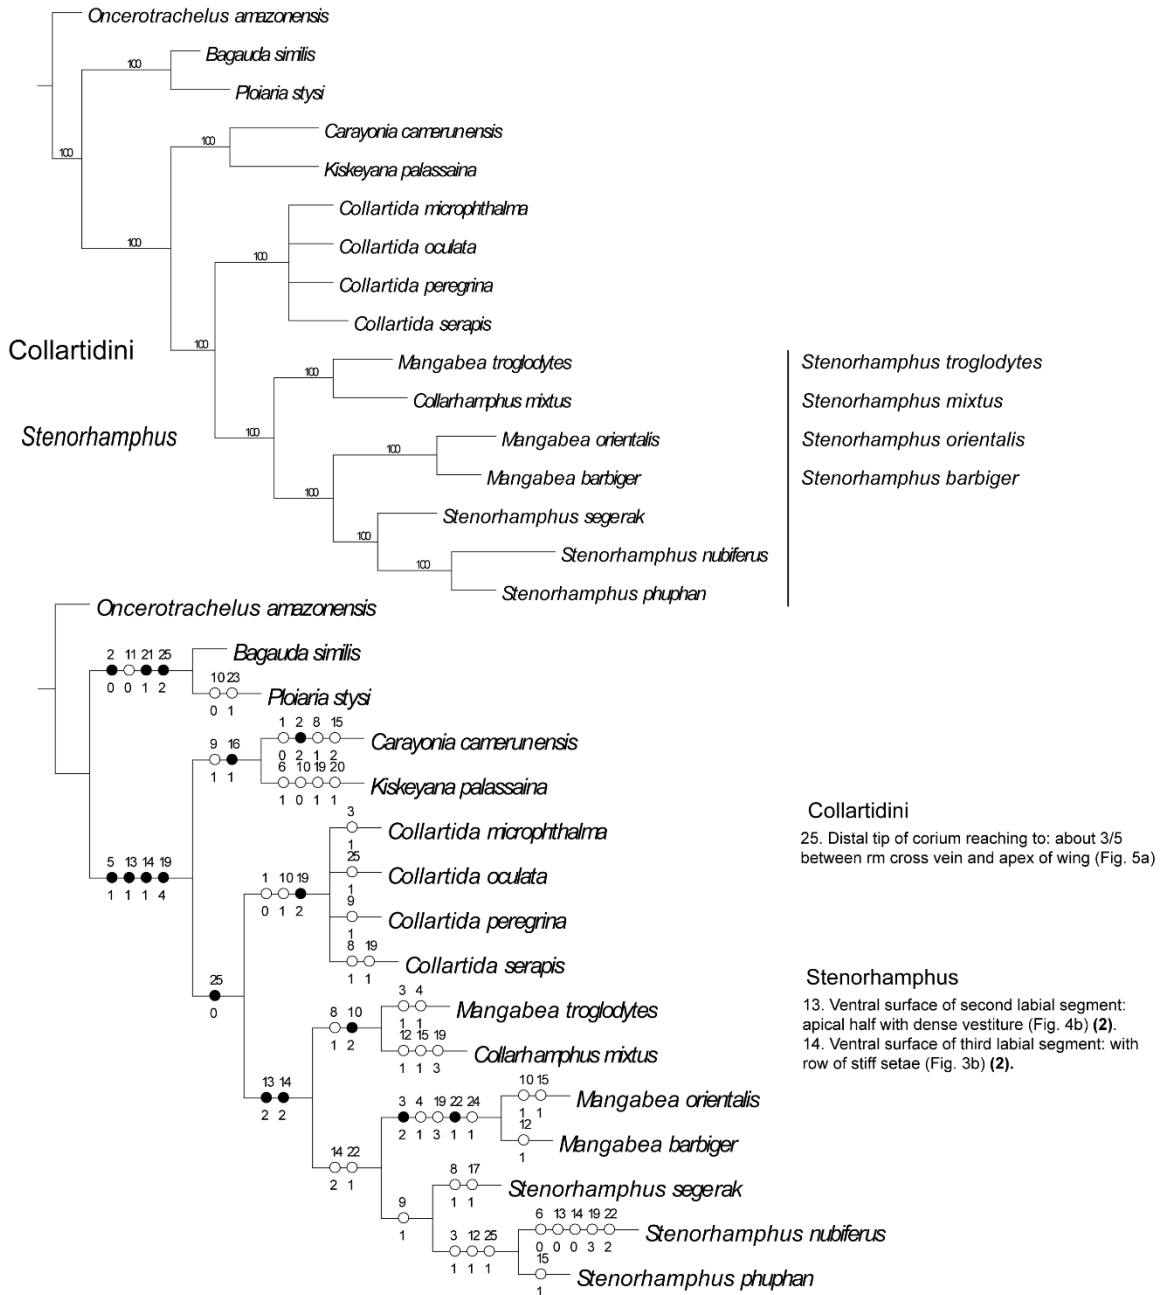 Oncerotrachelus amazonensis
Bagauda similis
100
Ploiaria stysi
Carayonia camerunensis
100
100
Kiskeyana palassaina
Collartida microphthalma
100
Collartida oculata
100
Collartida peregrina
Collartida serapis
Collartidini
100
Mangabea troglodytes
Stenorhamphus troglodytes
100
Collarhamphus mixtus
Stenorhamphus mixtus
Stenorhamphus
100
Mangabea orientalis
Stenorhamphus orientalis
100
Mangabea barbiger
Stenorhamphus barbiger
100
Stenorhamphus segerak
100
Stenorhamphus nubiferus
100
Stenorhamphus phuphan
Oncerotrachelus amazonensis
2 11 21 25
0 0 1 2
Bagauda similis
10 23
0 1
Ploiaria stysi
1 2 8 15
0 2 1 2
Carayonia camerunensis
9 16
1 1
6 10 19 20
1 0 1 1
Kiskeyana palassaina
3
1
Collartida microphthalma
Collartidini
25. Distal tip of corium reaching to: about 3/5
between rm cross vein and apex of wing (Fig. 5a)
5 13 14 19
1 1 1 4
25
1
Collartida oculata
1 10 19
0 1 2
9
1
Collartida peregrina
8 19
1 1
Collartida serapis
25
0
Stenorhamphus
13. Ventral surface of second labial segment:
apical half with dense vestiture (Fig. 4b) (2).
14. Ventral surface of third labial segment: with
row of stiff setae (Fig. 3b) (2).
3 4
1 1
Mangabea troglodytes
8 10
1 2
12 15 19
1 1 3
Collarhamphus mixtus
13 14
2 2
10 15
1 1
Mangabea orientalis
3 4 19 22 24
2 1 3 1 1
12
1
Mangabea barbiger
14 22
2 1
8 17
1 1
Stenorhamphus segerak
9
1
6 13 14 19 22
0 0 0 3 2
Stenorhamphus nubiferus
3 12 25
1 1 1
15
1
Stenorhamphus phuphan